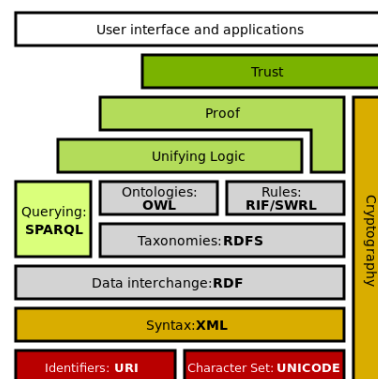 User interface and applications
Trust
Proof
Unifying Logic
Querying:
SPARQL
Ontologies:
OWL
Rules:
RIF/SWRL
Taxonomies:RDFS
Data interchange:RDF
Syntax:XML
Identifiers: URI
Character Set: UNICODE
Cryptography